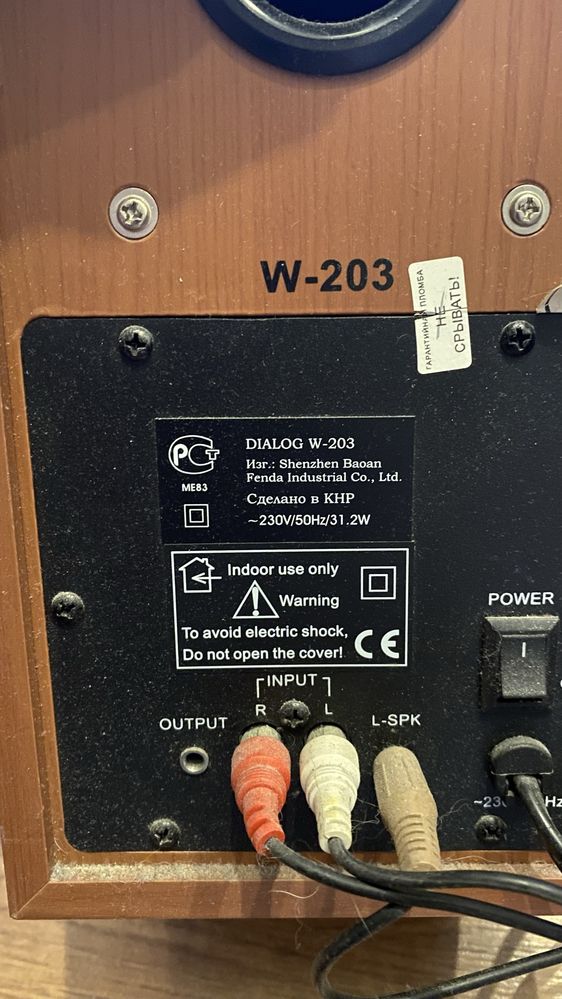 W-203
ГАРАНТИЙНАЯ ПЛОМБА
НЕ
СРЫВАТЬ!
РСТ
ME83
DIALOG W-203
Изг.: Shenzhen Baoan
Fenda Industrial Co., Ltd.
Сделано в КНР
~230V/50Hz/31.2W
Indoor use only
Warning
To avoid electric shock,
Do not open the cover!
CE
POWER
I
INPUT
R
L
OUTPUT
L-SPK